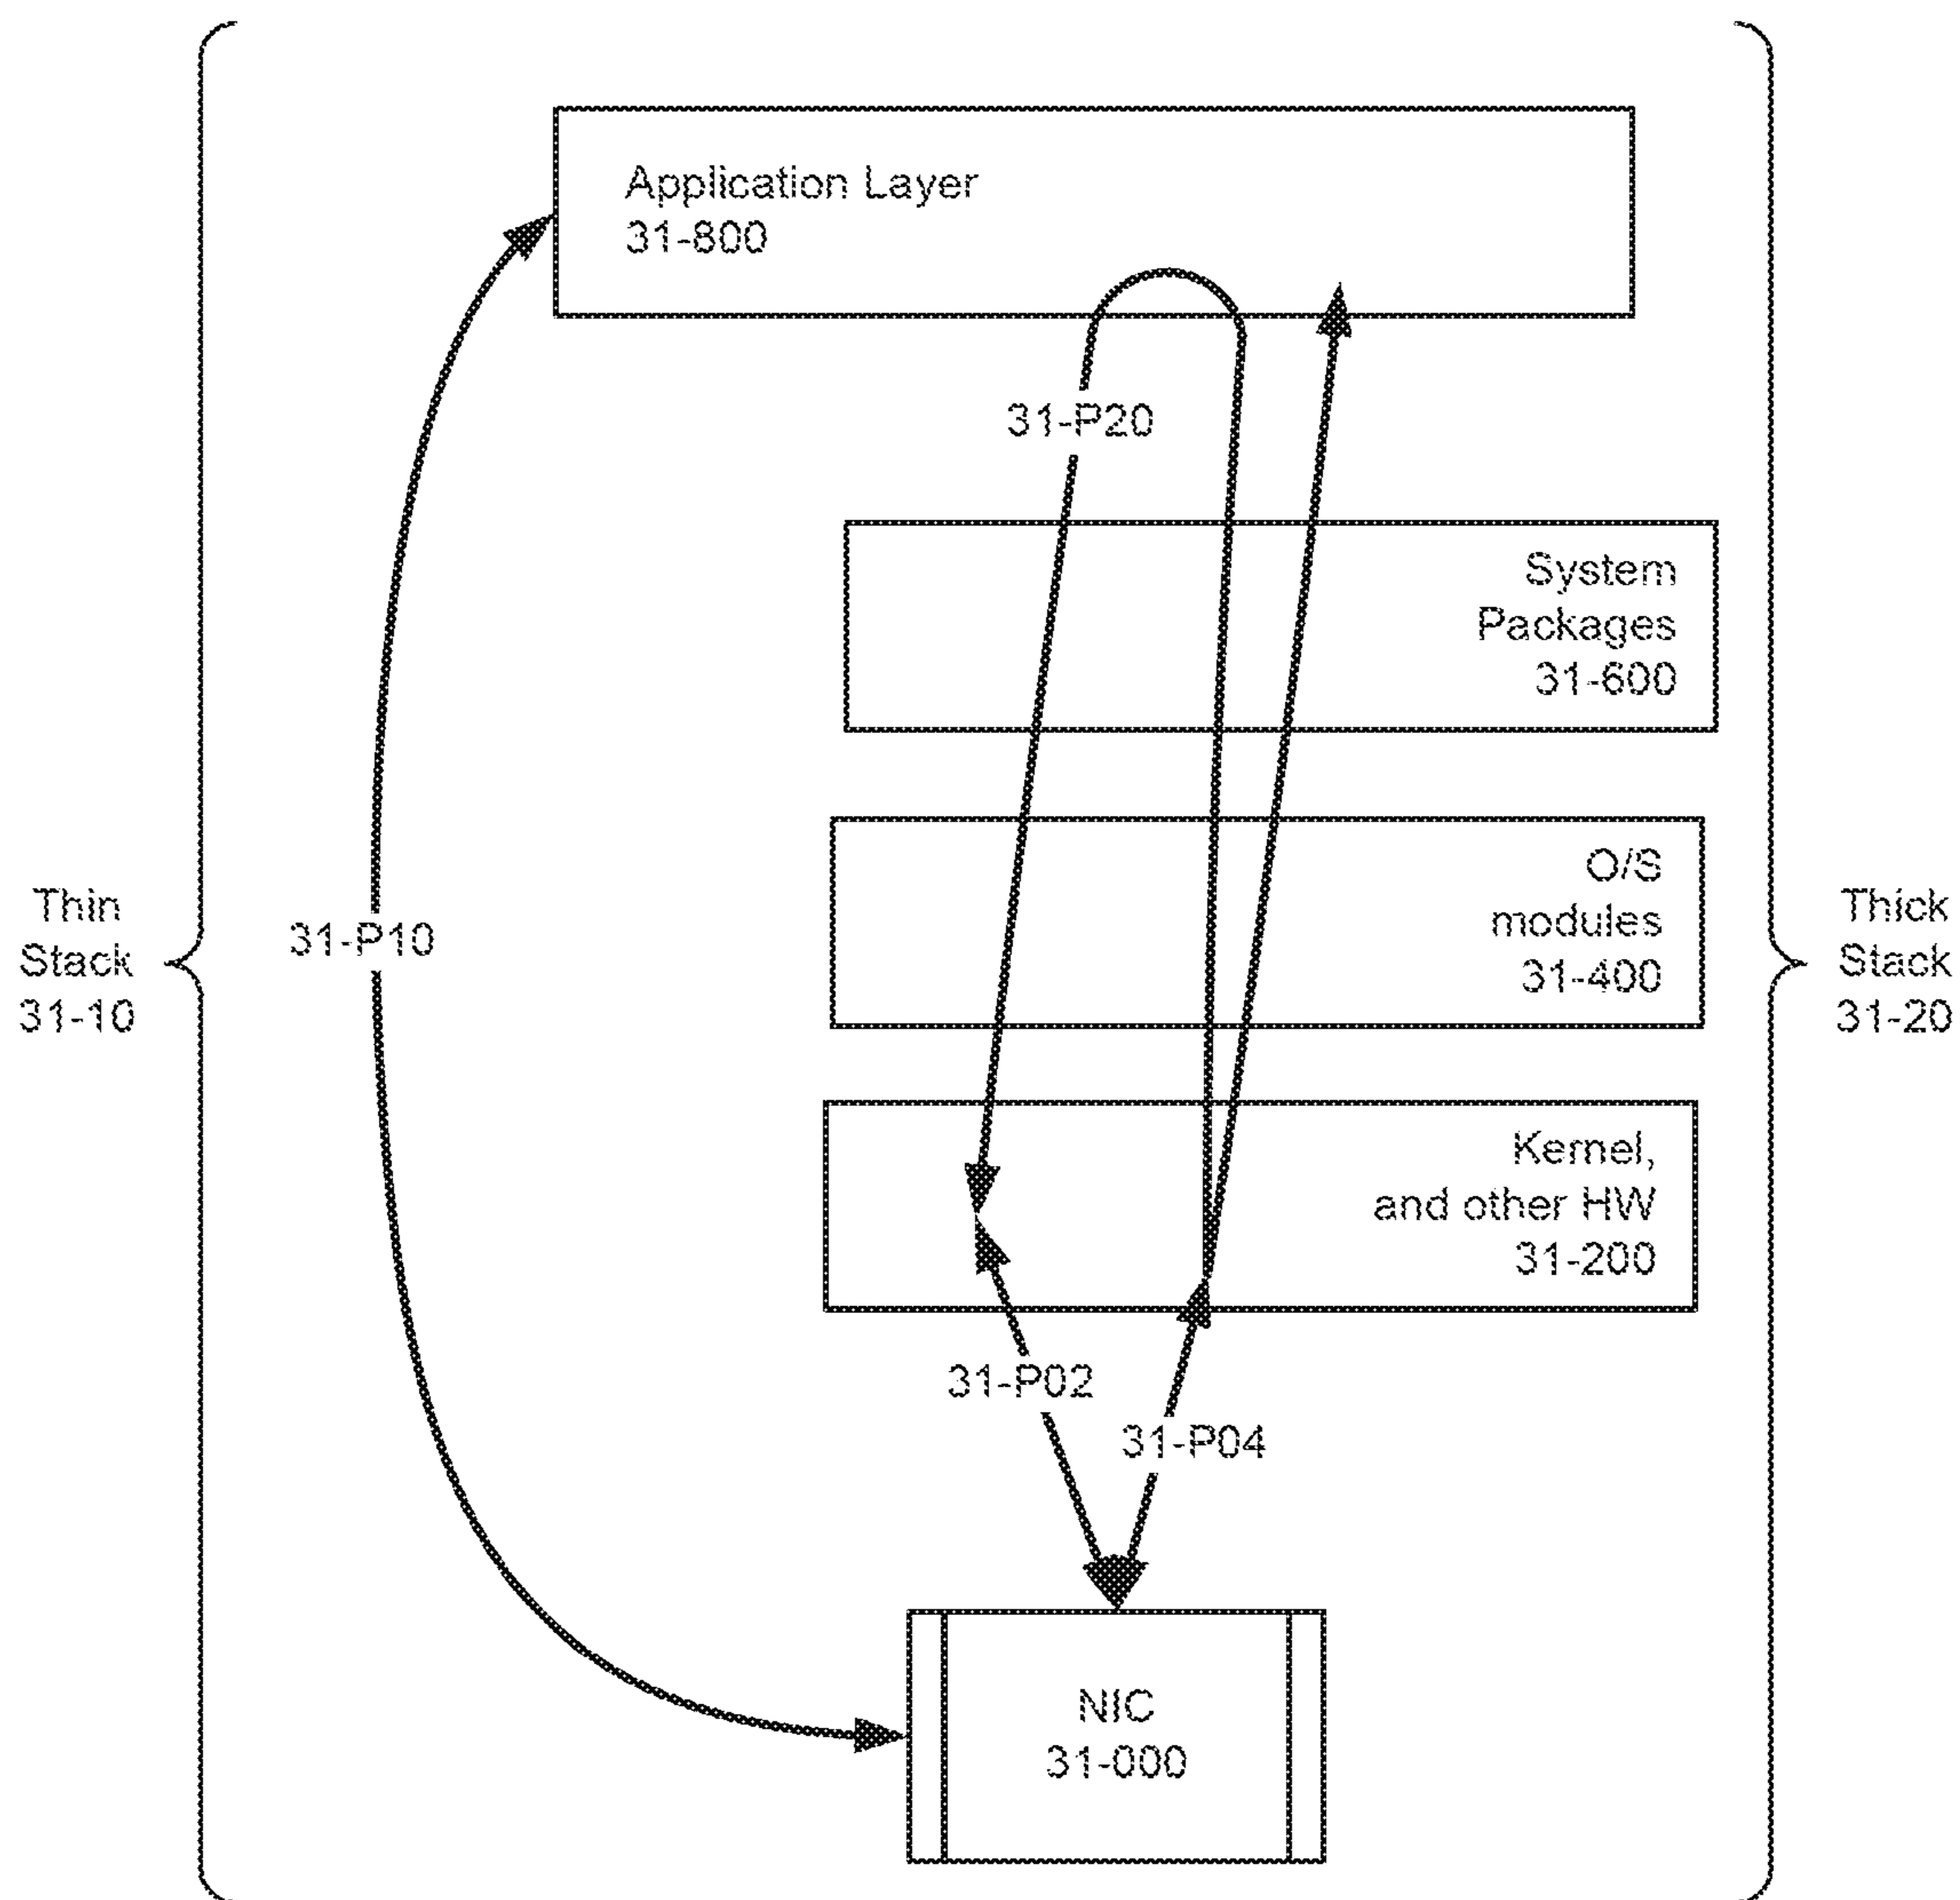 Application Layer
31-800
31-P20
System
Packages
31-600
O/S
modules
31-400
Thin
Stack
31-10
31-P10
Thick
Stack
31-20
Kernel,
and other HW
31-200
31-P02
31-P04
NIC
31-000